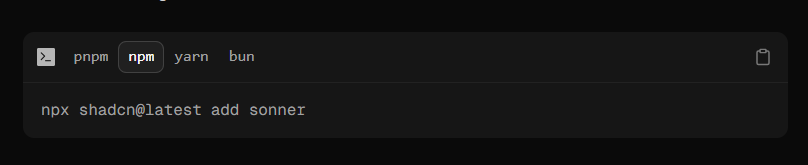 pnpm npm yarn bun
npx shadcn@latest add sonner